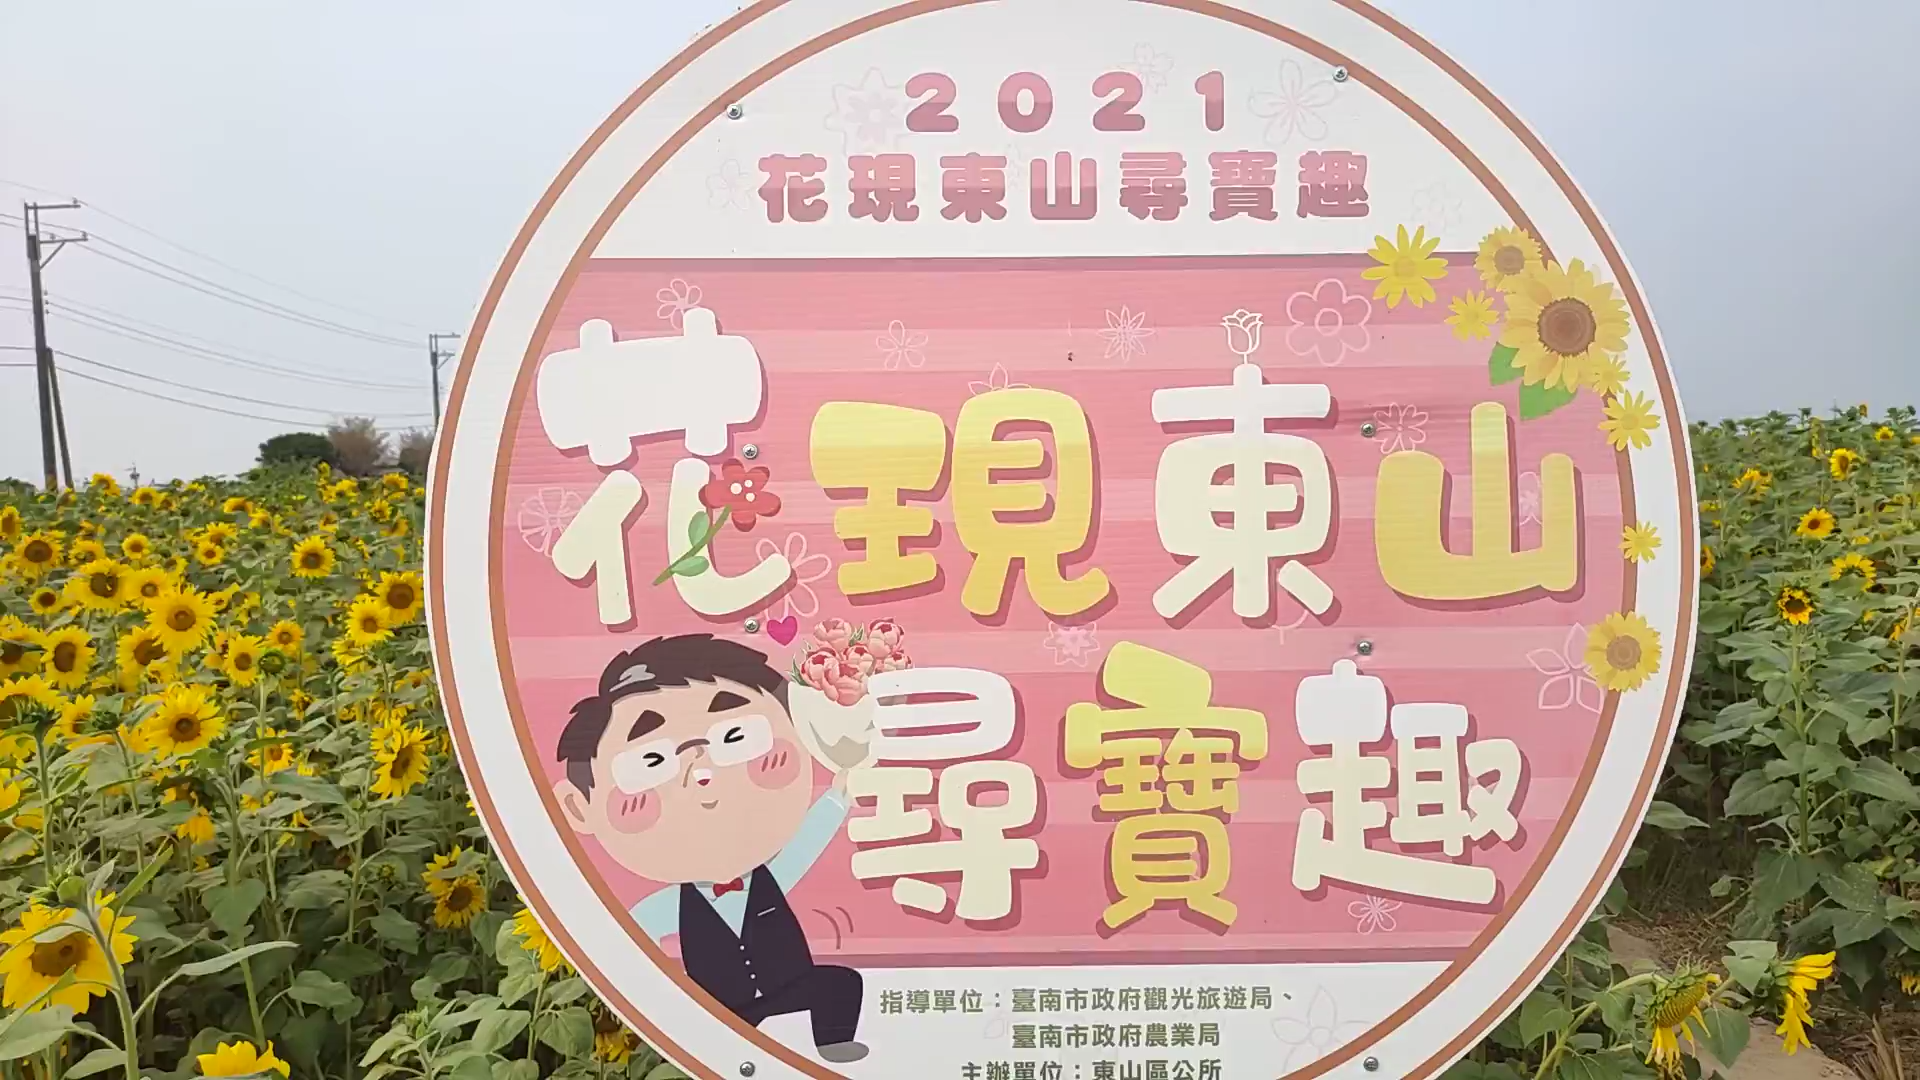 2021
花現東山尋寶趣
花現東山
尋寶趣
指導單位：臺南市政府觀光旅遊局、
臺南市政府農業局
主辦單位：東山區公所